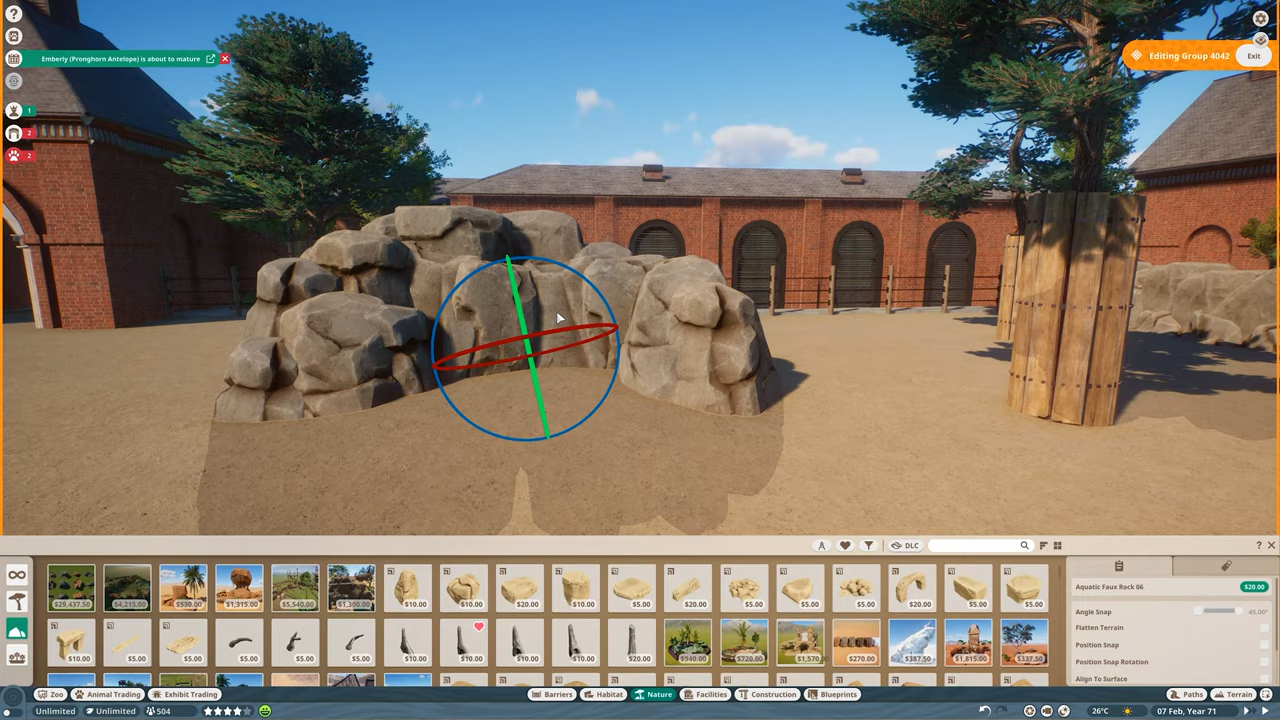 ?
Emberly (Pronghorn Antelope) is about to mature
1
2
2
Editing Group 4042
Exit
DLC
?
$29,437.50
$4,215.00
$530.00
$1,315.00
$5,540.00
$1,300.00
$10.00
$10.00
$20.00
$10.00
$5.00
$5.00
$5.00
$5.00
$5.00
$20.00
$5.00
$5.00
$10.00
$5.00
$5.00
$5.00
$5.00
$5.00
$10.00
$10.00
$10.00
$10.00
$20.00
$940.00
$720.00
$1,570
$270.00
$387.50
$1,815.00
$337.50
Aquatic Faux Rock 06
$20.00
Angle Snap
45.00°
Flatten Terrain
Position Snap
Position Snap Rotation
Align To Surface
Zoo
Animal Trading
Exhibit Trading
Barriers
Habitat
Nature
Facilities
Construction
Blueprints
Paths
Terrain
Unlimited
Unlimited
504
26°C
07 Feb, Year 71